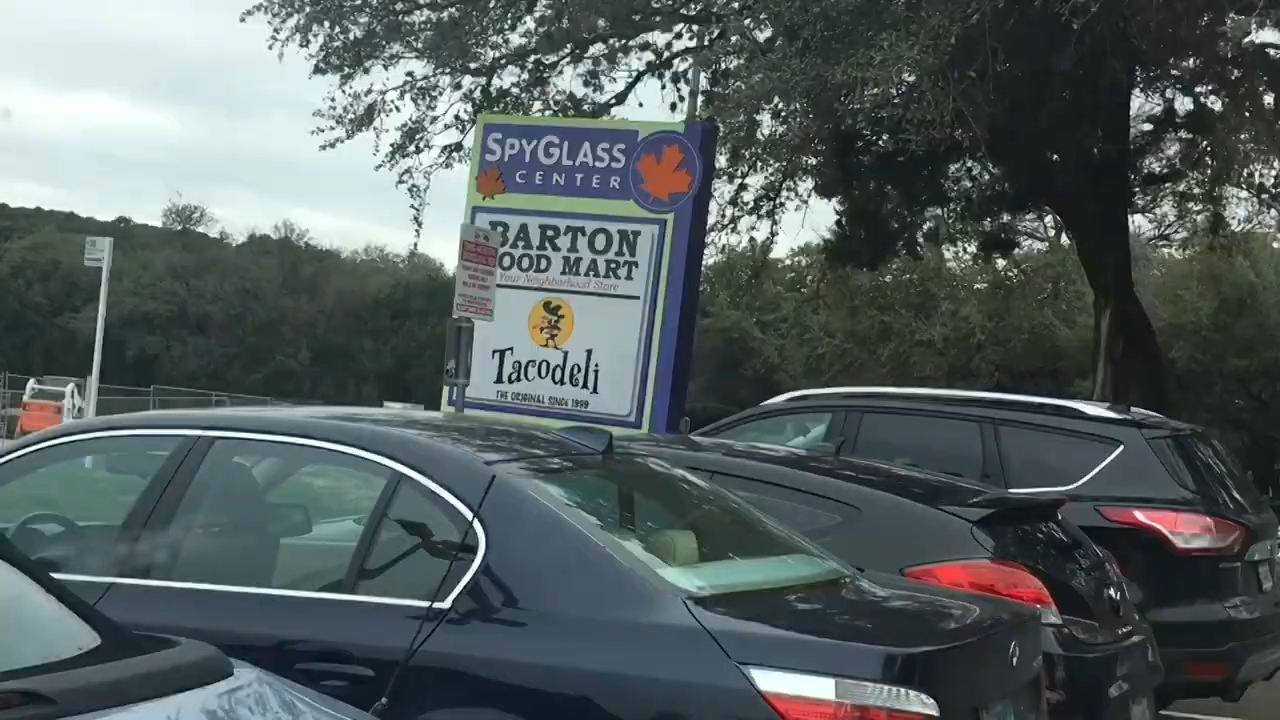 SPYGLASS
CENTER
BARTON
OOD MART
Your Neighborhood Store
Tacodeli
THE ORIGINAL SINCE 1999